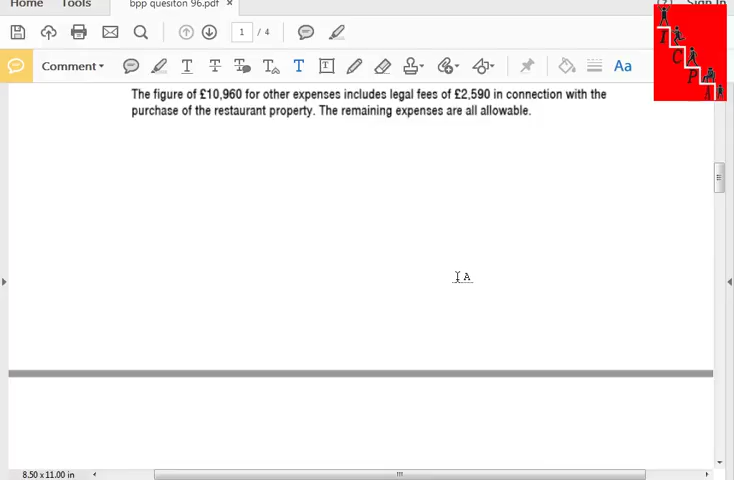 Home Tools bpp quesiton 96.pdf × Sign In
1 / 4
Comment T T T T T T Aa
I
C
P
A
The figure of £10,960 for other expenses includes legal fees of £2,590 in connection with the
purchase of the restaurant property. The remaining expenses are all allowable.
A
8.50 x 11.00 in